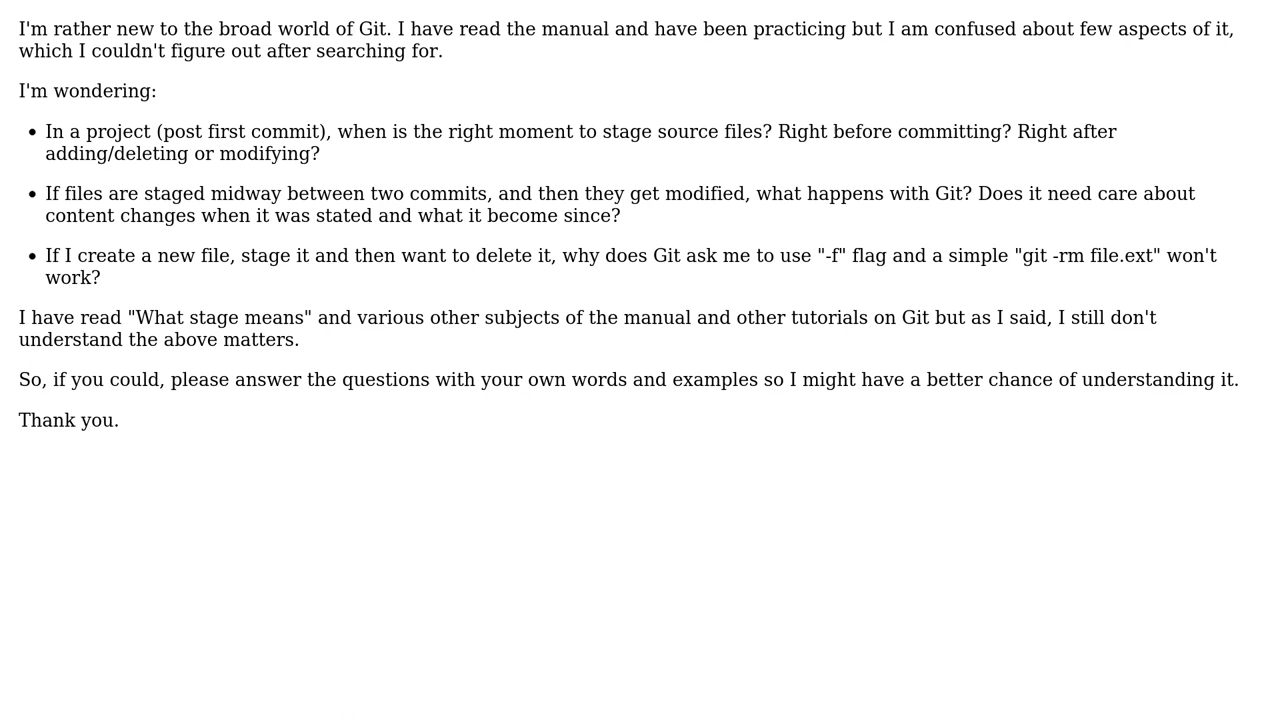 I'm rather new to the broad world of Git. I have read the manual and have been practicing but I am confused about few aspects of it,
which I couldn't figure out after searching for.
I'm wondering:
• In a project (post first commit), when is the right moment to stage source files? Right before committing? Right after
adding/deleting or modifying?
• If files are staged midway between two commits, and then they get modified, what happens with Git? Does it need care about
content changes when it was stated and what it become since?
• If I create a new file, stage it and then want to delete it, why does Git ask me to use "-f" flag and a simple "git -rm file.ext" won't
work?
I have read "What stage means" and various other subjects of the manual and other tutorials on Git but as I said, I still don't
understand the above matters.
So, if you could, please answer the questions with your own words and examples so I might have a better chance of understanding it.
Thank you.